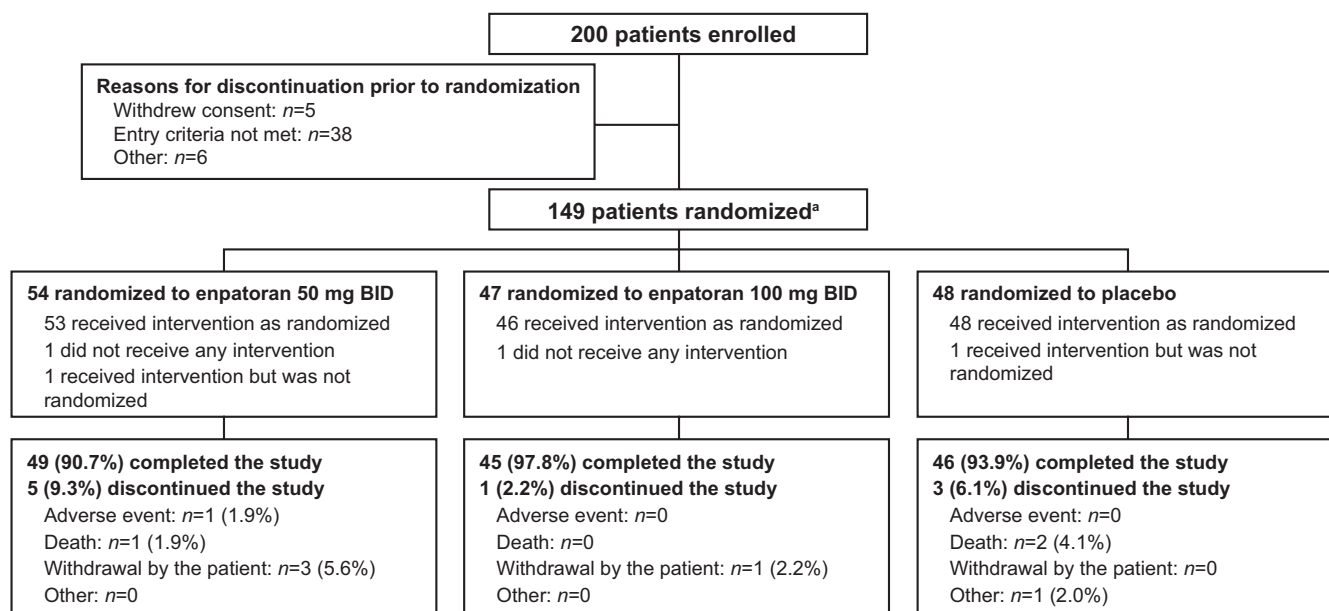 200 patients enrolled
Reasons for discontinuation prior to randomization
Withdrew consent: n=5
Entry criteria not met: n=38
Other: n=6
149 patients randomizedᵃ
54 randomized to enpatoran 50 mg BID
53 received intervention as randomized
1 did not receive any intervention
1 received intervention but was not
randomized
47 randomized to enpatoran 100 mg BID
46 received intervention as randomized
1 did not receive any intervention
48 randomized to placebo
48 received intervention as randomized
1 received intervention but was not
randomized
49 (90.7%) completed the study
5 (9.3%) discontinued the study
Adverse event: n=1 (1.9%)
Death: n=1 (1.9%)
Withdrawal by the patient: n=3 (5.6%)
Other: n=0
45 (97.8%) completed the study
1 (2.2%) discontinued the study
Adverse event: n=0
Death: n=0
Withdrawal by the patient: n=1 (2.2%)
Other: n=0
46 (93.9%) completed the study
3 (6.1%) discontinued the study
Adverse event: n=0
Death: n=2 (4.1%)
Withdrawal by the patient: n=0
Other: n=1 (2.0%)